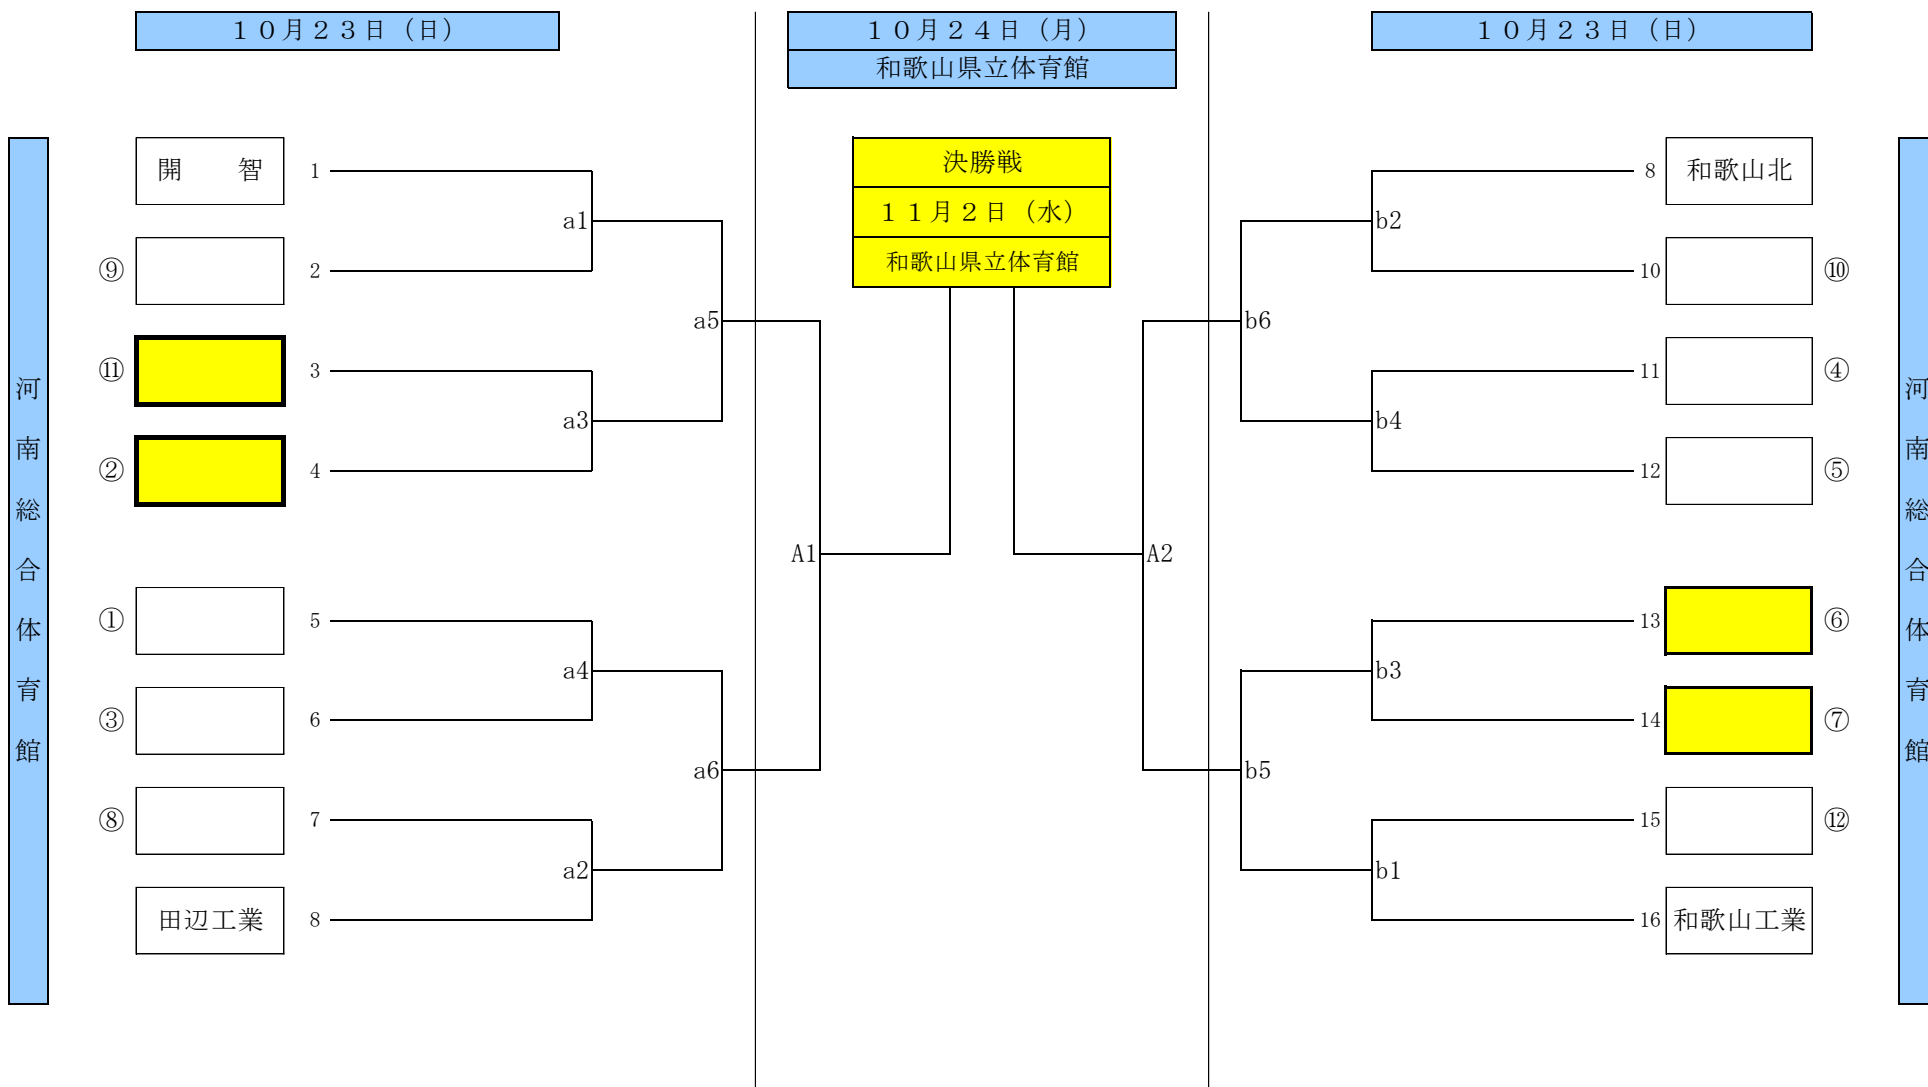 １０月２３日（日）
１０月２４日（月）
和歌山県立体育館
１０月２３日（日）
河南総合体育館
開　智 1
⑨ 2
⑪ 3
② 4
① 5
③ 6
⑧ 7
田辺工業 8
a1
a3
a4
a2
a5
a6
A1
決勝戦
１１月２日（水）
和歌山県立体育館
A2
b6
b5
b2
b4
b3
b1
8 和歌山北
10 ⑩
11 ④
12 ⑤
13 ⑥
14 ⑦
15 ⑫
16 和歌山工業
河南総合体育館